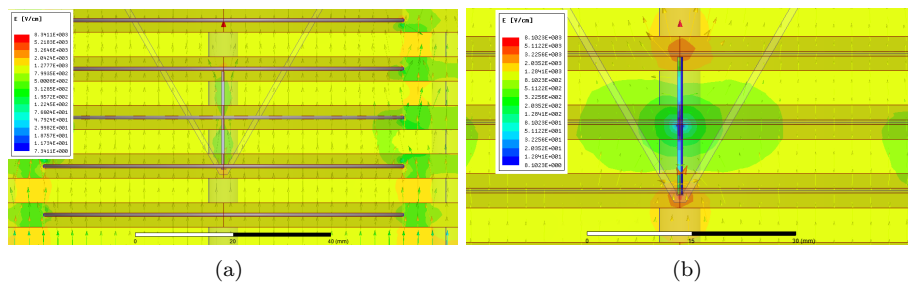 E [V/cm]
8.3411E+003
5.2183E+003
3.2646E+003
2.0424E+003
1.2777E+003
7.9935E+002
5.0008E+002
3.1285E+002
1.9572E+002
1.2245E+002
7.6604E+001
4.7924E+001
2.9982E+001
1.8757E+001
1.1734E+001
7.3411E+000
0 20 40 (mm)
(a)
E [V/cm]
8.1023E+003
5.1122E+003
3.2256E+003
2.0352E+003
1.2841E+003
8.1023E+002
5.1122E+002
3.2256E+002
2.0352E+002
1.2841E+002
8.1023E+001
5.1122E+001
3.2256E+001
2.0352E+001
1.2841E+001
8.1023E+000
0 15 30 (mm)
(b)